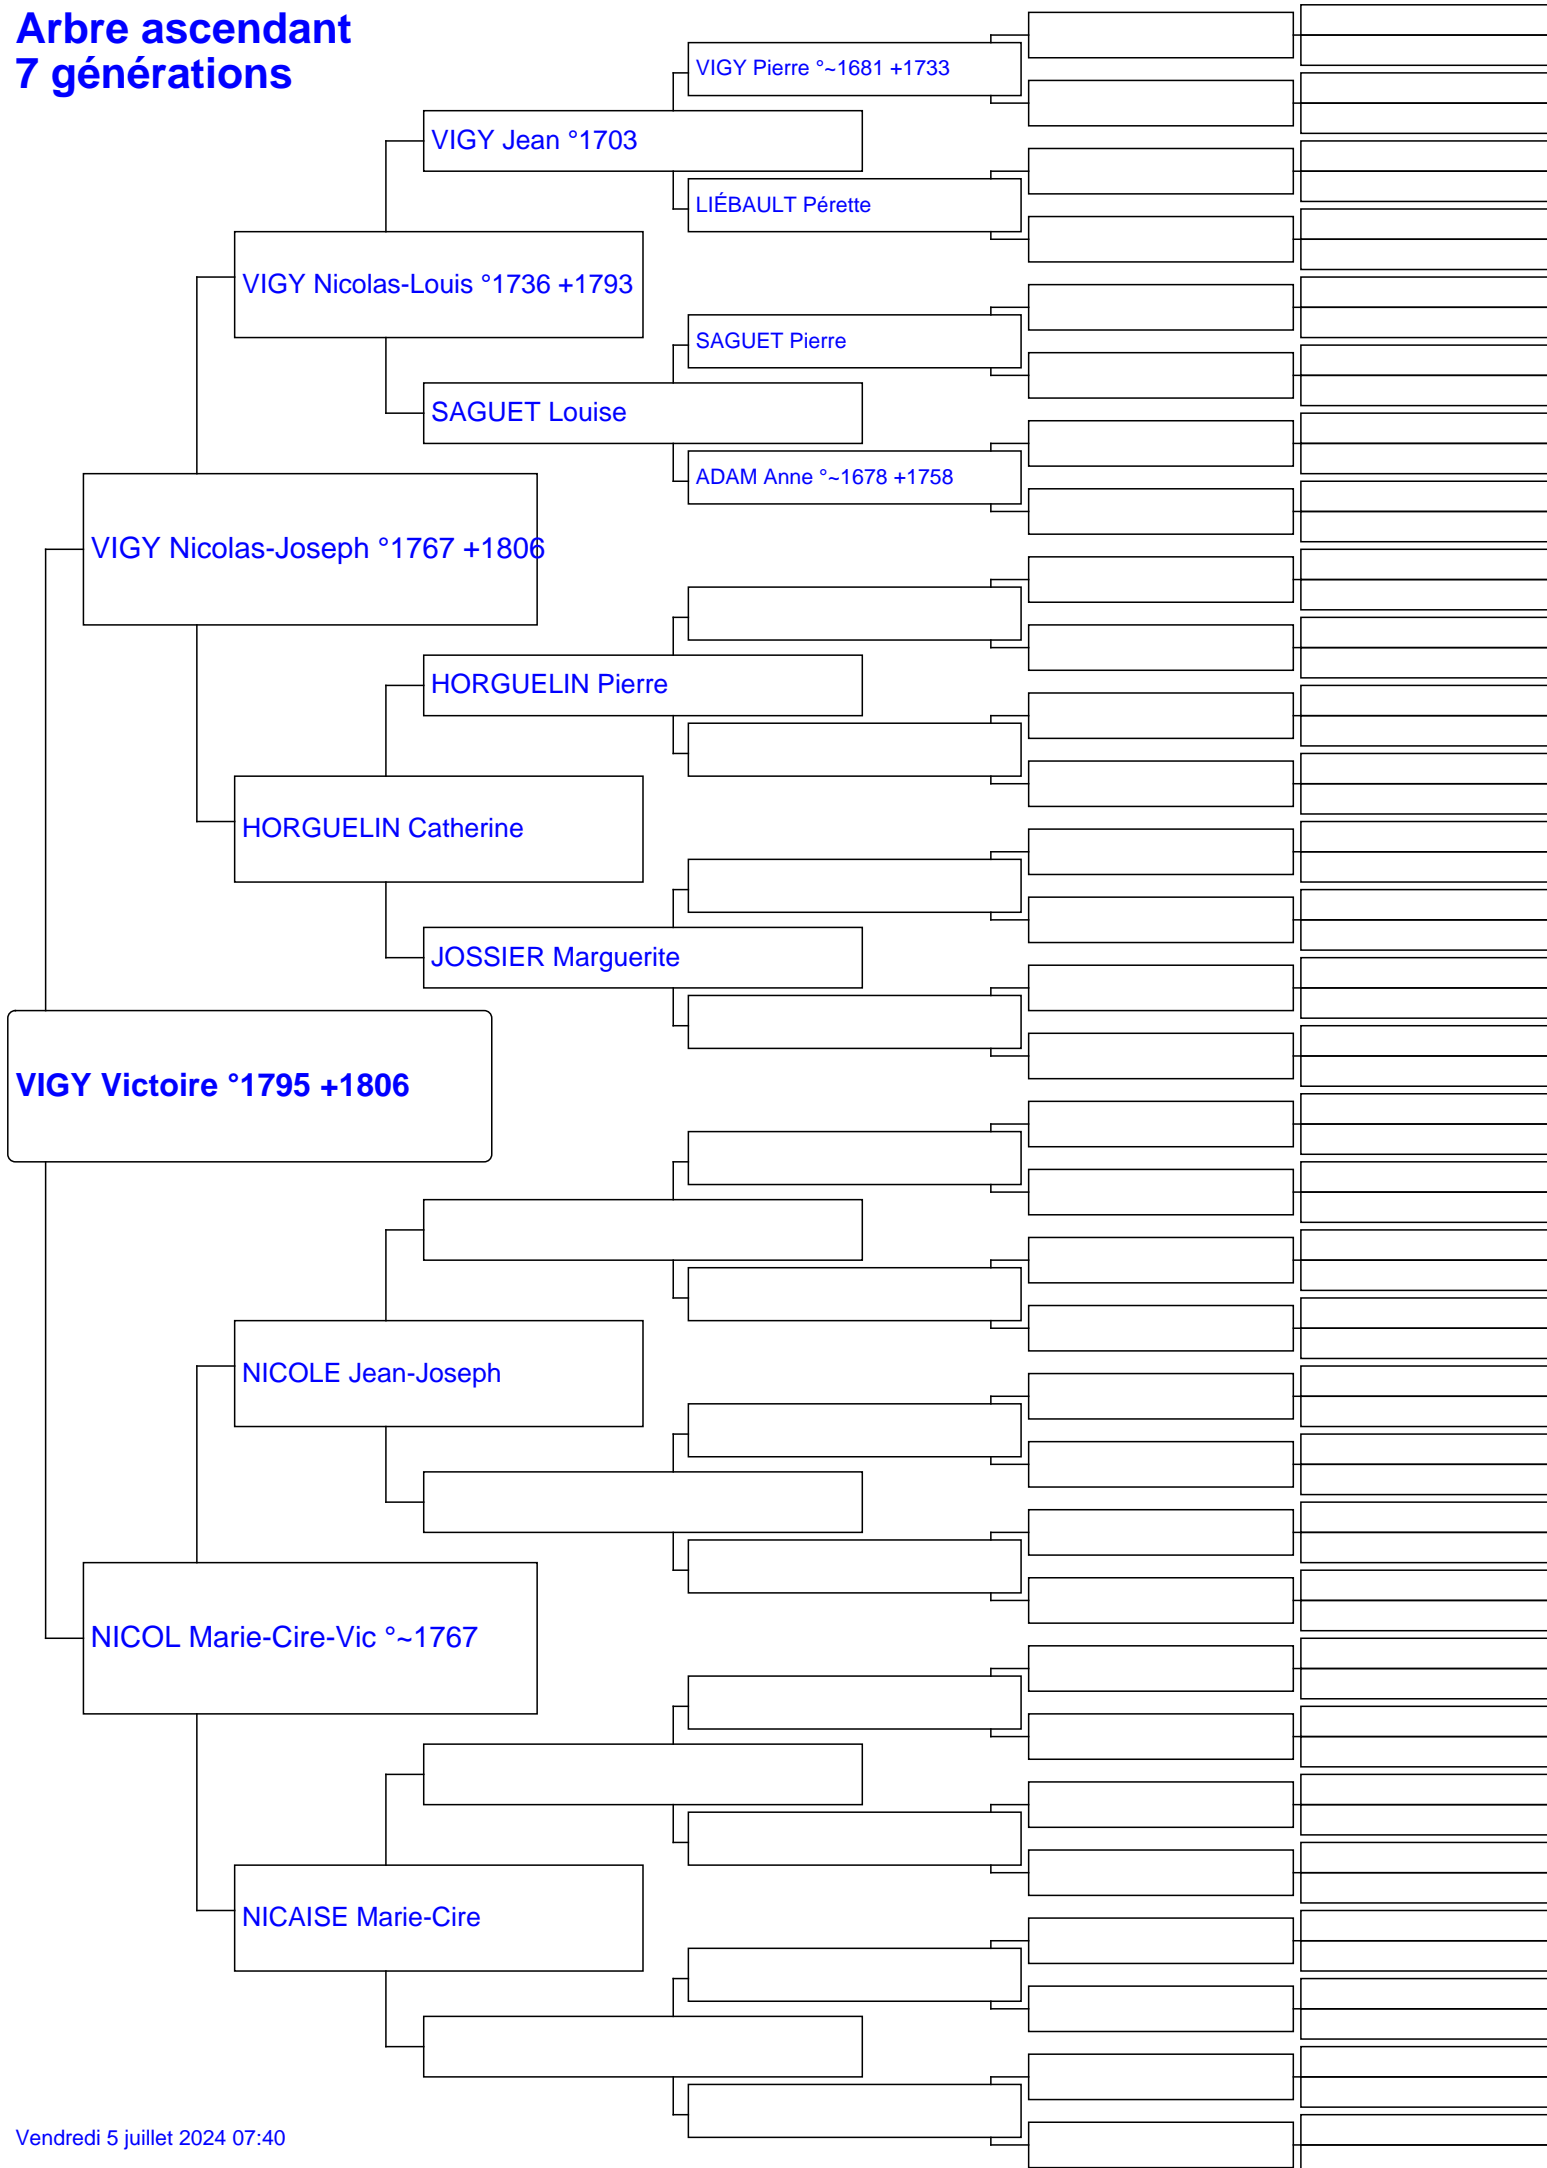 Arbre ascendant
7 générations
VIGY Pierre °~1681 +1733
VIGY Jean °1703
LIÉBAULT Pérette
VIGY Nicolas-Louis °1736 +1793
SAGUET Pierre
SAGUET Louise
ADAM Anne °~1678 +1758
VIGY Nicolas-Joseph °1767 +1806
HORGUELIN Pierre
HORGUELIN Catherine
JOSSIER Marguerite
VIGY Victoire °1795 +1806
NICOLE Jean-Joseph
NICOL Marie-Cire-Vic °~1767
NICAISE Marie-Cire
Vendredi 5 juillet 2024 07:40